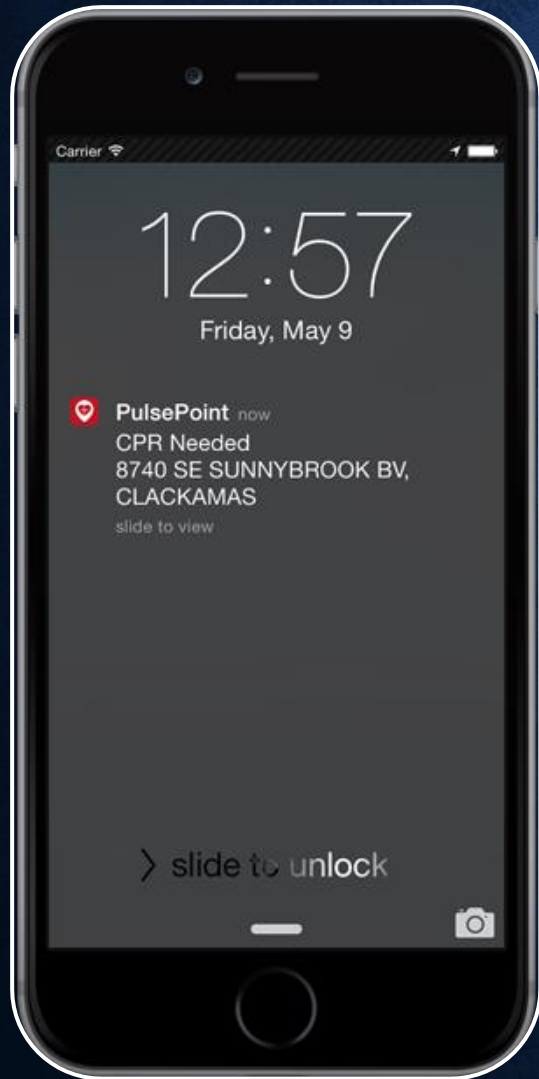 Carrier
12:57
Friday, May 9
PulsePoint now
CPR Needed
8740 SE SUNNYBROOK BV,
CLACKAMAS
slide to view
> slide to unlock